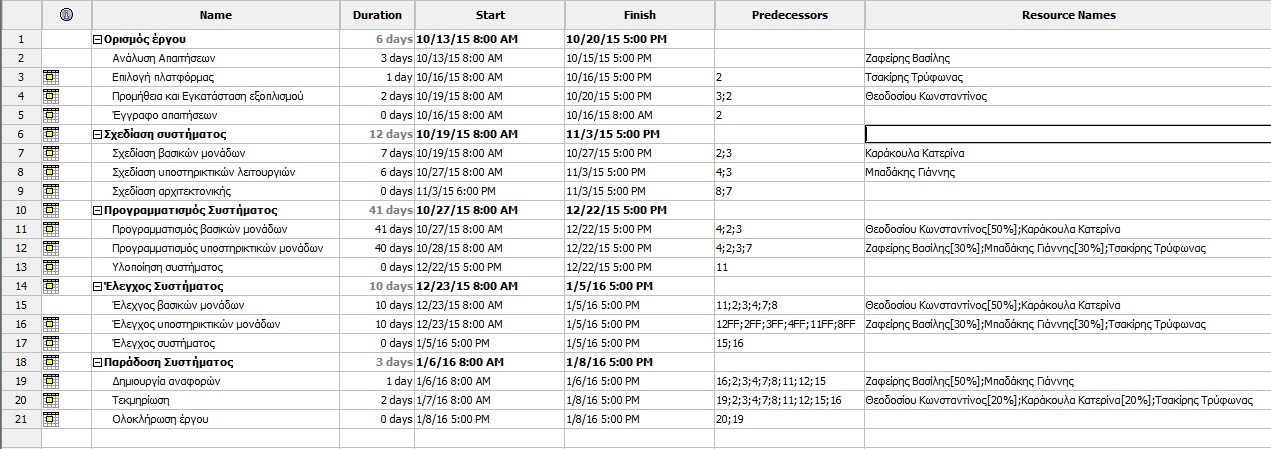 Name Duration Start Finish Predecessors Resource Names
1 Ορισμός έργου 6 days 10/13/15 8:00 AM 10/20/15 5:00 PM
2 Ανάλυση Απαιτήσεων 3 days 10/13/15 8:00 AM 10/15/15 5:00 PM Ζαφείρης Βασίλης
3 Επιλογή πλατφόρμας 1 day 10/16/15 8:00 AM 10/16/15 5:00 PM 2 Τσακίρης Τρύφωνας
4 Προμήθεια και Εγκατάσταση εξοπλισμού 2 days 10/19/15 8:00 AM 10/20/15 5:00 PM 3;2 Θεοδοσίου Κωνσταντίνος
5 Έγγραφο απαιτήσεων 0 days 10/16/15 8:00 AM 10/16/15 8:00 AM 2
6 Σχεδίαση συστήματος 12 days 10/19/15 8:00 AM 11/3/15 5:00 PM
7 Σχεδίαση βασικών μονάδων 7 days 10/19/15 8:00 AM 10/27/15 5:00 PM 2;3 Καράκουλα Κατερίνα
8 Σχεδίαση υποστηρικτικών λειτουργιών 6 days 10/27/15 8:00 AM 11/3/15 5:00 PM 4;3 Μπαδάκης Γιάννης
9 Σχεδίαση αρχιτεκτονικής 0 days 11/3/15 6:00 PM 11/3/15 5:00 PM 8;7
10 Προγραμματισμός Συστήματος 41 days 10/27/15 8:00 AM 12/22/15 5:00 PM
11 Προγραμματισμός βασικών μονάδων 41 days 10/27/15 8:00 AM 12/22/15 5:00 PM 4;2;3 Θεοδοσίου Κωνσταντίνος[50%];Καράκουλα Κατερίνα
12 Προγραμματισμός υποστηρικτικών μονάδων 40 days 10/28/15 8:00 AM 12/22/15 5:00 PM 4;2;3;7 Ζαφείρης Βασίλης[30%];Μπαδάκης Γιάννης[30%];Τσακίρης Τρύφωνας
13 Υλοποίηση συστήματος 0 days 12/22/15 5:00 PM 12/22/15 5:00 PM 11
14 Έλεγχος Συστήματος 10 days 12/23/15 8:00 AM 1/5/16 5:00 PM
15 Έλεχγος βασικών μονάδων 10 days 12/23/15 8:00 AM 1/5/16 5:00 PM 11;2;3;4;7;8 Θεοδοσίου Κωνσταντίνος[50%];Καράκουλα Κατερίνα
16 Έλεγχος υποστηρικτικών μονάδων 10 days 12/23/15 8:00 AM 1/5/16 5:00 PM 12FF;2FF;3FF;4FF;11FF;8FF Ζαφείρης Βασίλης[30%];Μπαδάκης Γιάννης[30%];Τσακίρης Τρύφωνας
17 Έλεγχος συστήματος 0 days 1/5/16 5:00 PM 1/5/16 5:00 PM 15;16
18 Παράδοση Συστήματος 3 days 1/6/16 8:00 AM 1/8/16 5:00 PM
19 Δημιουργία αναφορών 1 day 1/6/16 8:00 AM 1/6/16 5:00 PM 16;2;3;4;7;8;11;12;15 Ζαφείρης Βασίλης[50%];Μπαδάκης Γιάννης
20 Τεκμηρίωση 2 days 1/7/16 8:00 AM 1/8/16 5:00 PM 19;2;3;4;7;8;11;12;15;16 Θεοδοσίου Κωνσταντίνος[20%];Καράκουλα Κατερίνα[20%];Τσακίρης Τρύφωνας
21 Ολοκλήρωση έργου 0 days 1/8/16 5:00 PM 1/8/16 5:00 PM 20;19